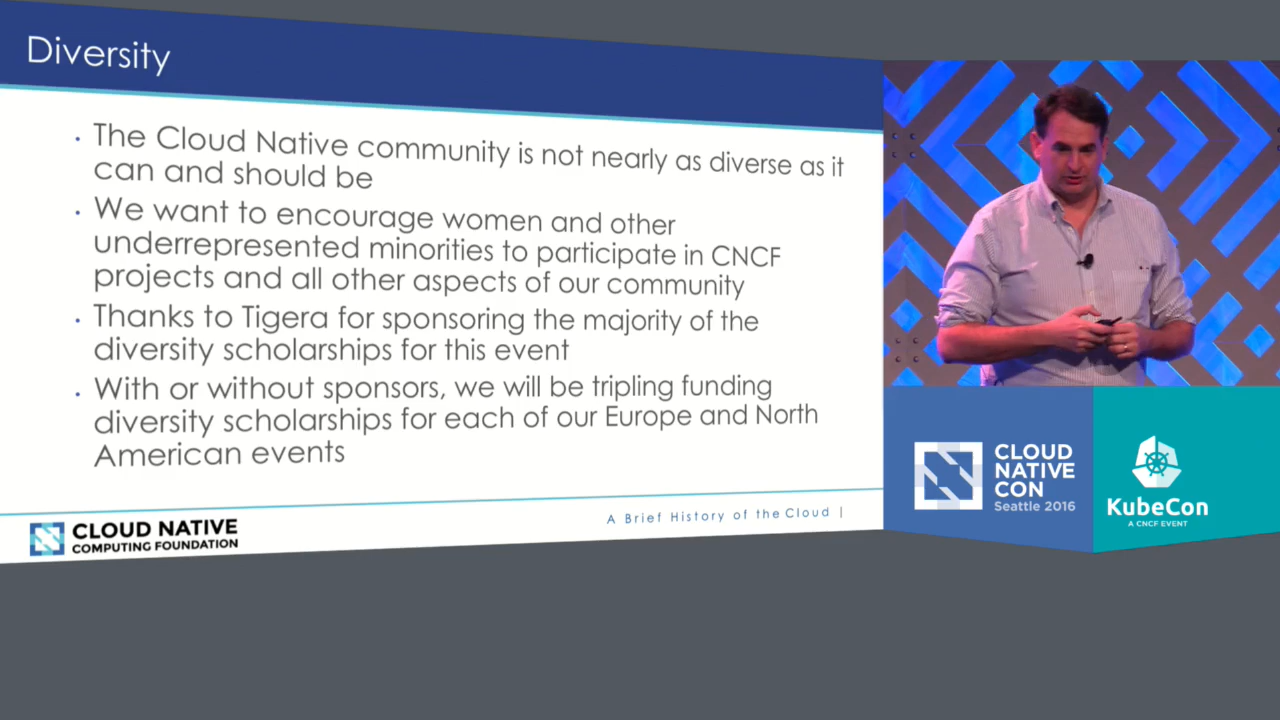 Diversity
· The Cloud Native community is not nearly as diverse as it
can and should be
· We want to encourage women and other
underrepresented minorities to participate in CNCF
projects and all other aspects of our community
· Thanks to Tigera for sponsoring the majority of the
diversity scholarships for this event
· With or without sponsors, we will be tripling funding
diversity scholarships for each of our Europe and North
American events
CLOUD NATIVE
COMPUTING FOUNDATION
A Brief History of the Cloud |
CLOUD
NATIVE
CON
Seattle 2016
KubeCon
A CNCF EVENT